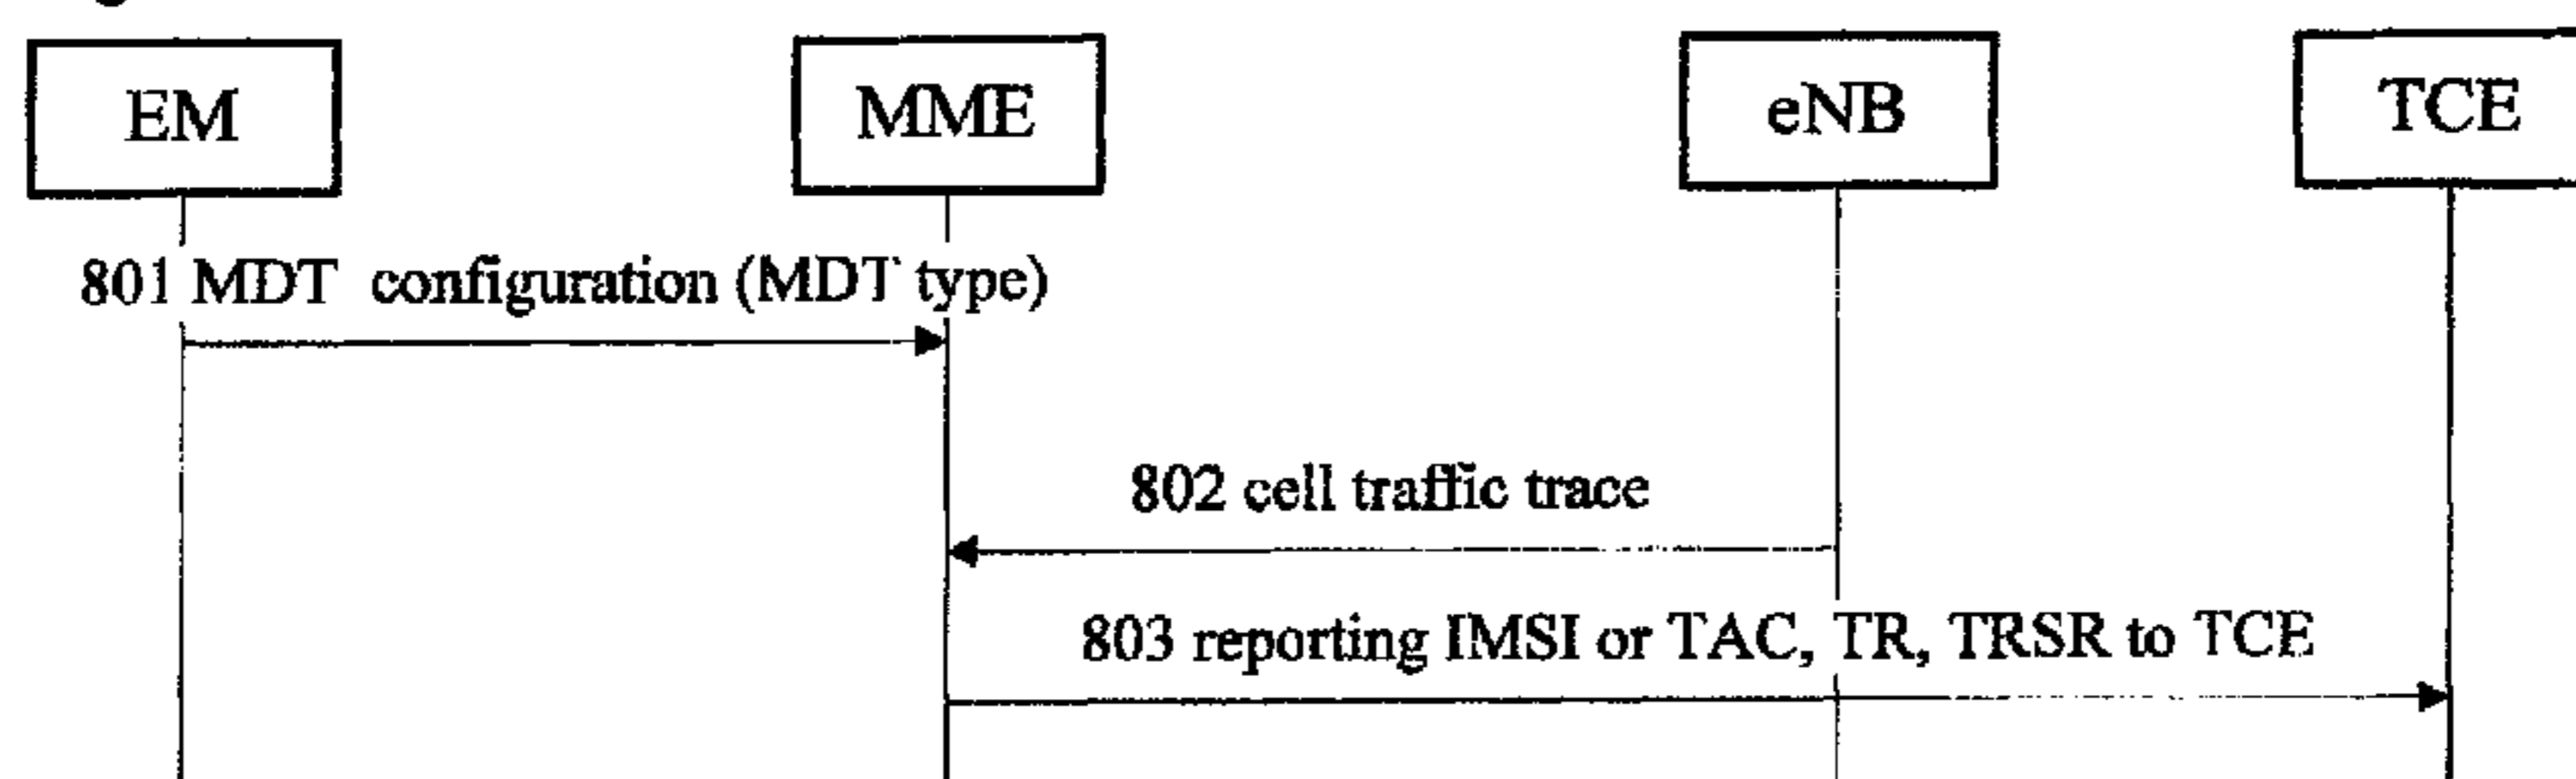 EM MME eNB TCE
801 MDT configuration (MDT type)
802 cell traffic trace
803 reporting IMSI or TAC, TR, TRSR to TCE